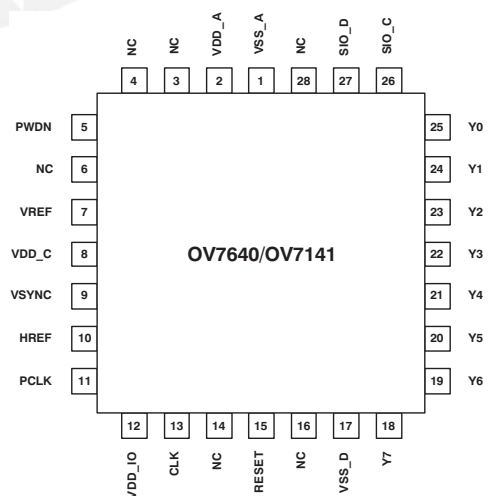 NC NC VDD_A VSS_A NC SIO_D SIO_C
4 3 2 1 28 27 26
PWDN 5 25 Y0
NC 6 24 Y1
VREF 7 23 Y2
VDD_C 8 OV7640/OV7141 22 Y3
VSYNC 9 21 Y4
HREF 10 20 Y5
PCLK 11 19 Y6
12 13 14 15 16 17 18
VDD_IO CLK NC RESET NC VSS_D Y7